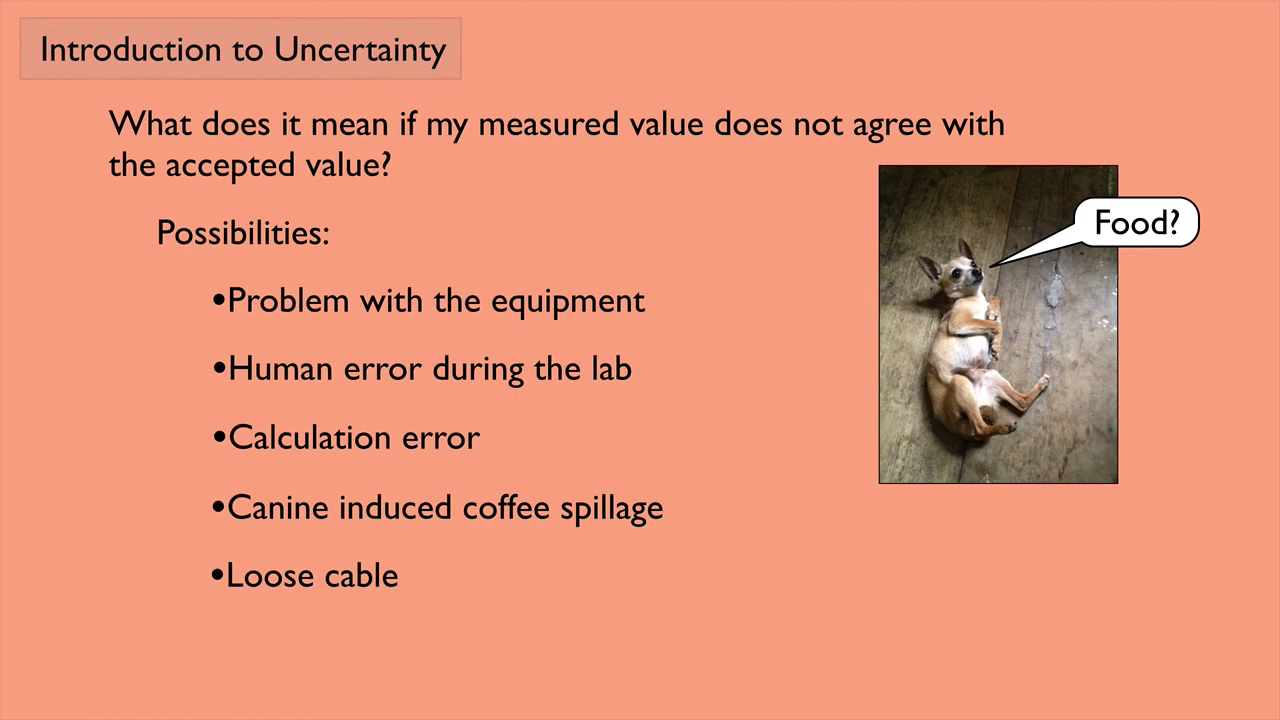 Introduction to Uncertainty
What does it mean if my measured value does not agree with
the accepted value?
Food?
Possibilities:
•Problem with the equipment
•Human error during the lab
•Calculation error
•Canine induced coffee spillage
•Loose cable